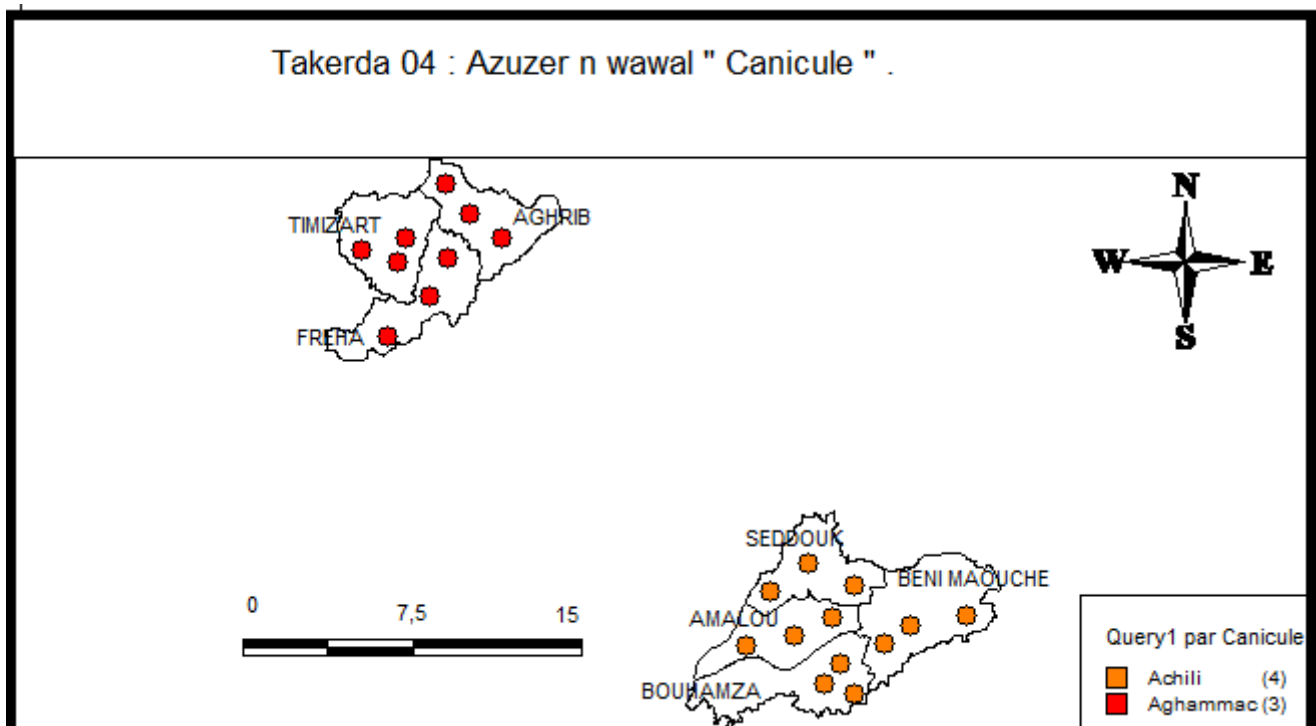 Takerda 04 : Azuzer n wawal " Canicule " .
N
TIMIZART
AGHRIB
W
E
S
FREHA
SEDDOUK
BENI MAOUCHE
0
7,5
15
AMALOU
Query1 par Canicule
BOUHAMZA
Achili (4)
Aghammac (3)